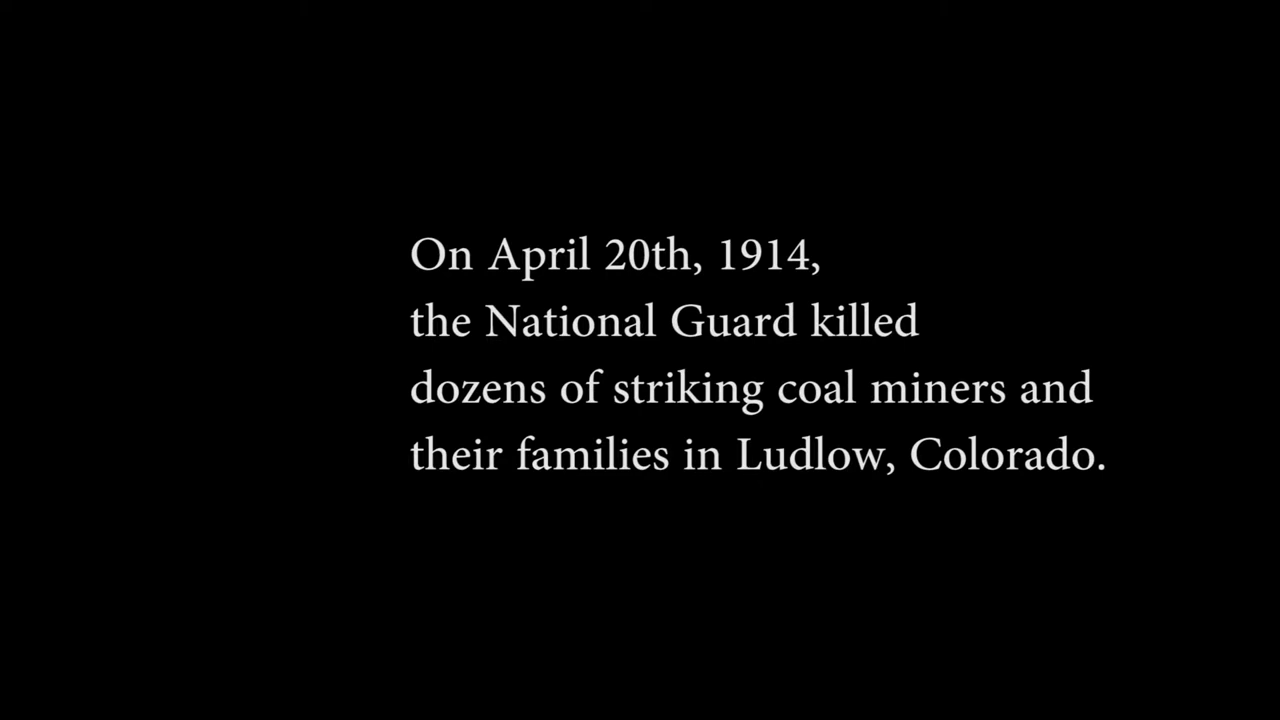 On April 20th, 1914,
the National Guard killed
dozens of striking coal miners and
their families in Ludlow, Colorado.